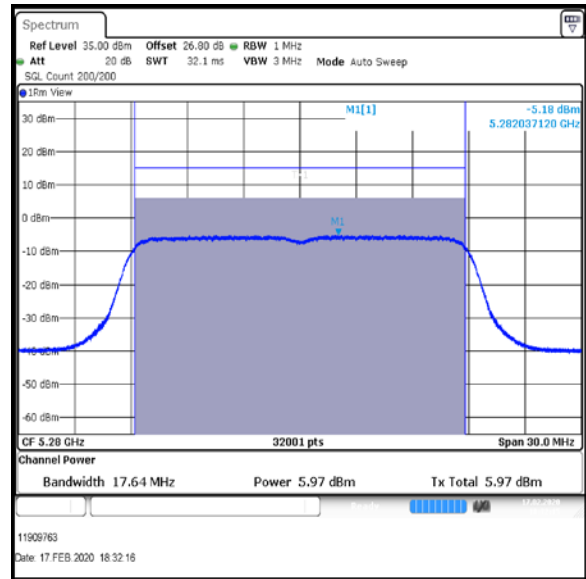 Spectrum
Ref Level 35.00 dBm Offset 26.80 dB RBW 1 MHz
Att 20 dB SWT 32.1 ms VBW 3 MHz Mode Auto Sweep
SGL Count 200/200
1Rm View
M1[1] -5.18 dBm
5.282037120 GHz
30 dBm
20 dBm
10 dBm
0 dBm
M1
-10 dBm
-20 dBm
-30 dBm
-40 dBm
-50 dBm
-60 dBm
CF 5.28 GHz 32001 pts Span 30.0 MHz
Channel Power
Bandwidth 17.64 MHz Power 5.97 dBm Tx Total 5.97 dBm
11909763
Date: 17.FEB.2020 18:32:16